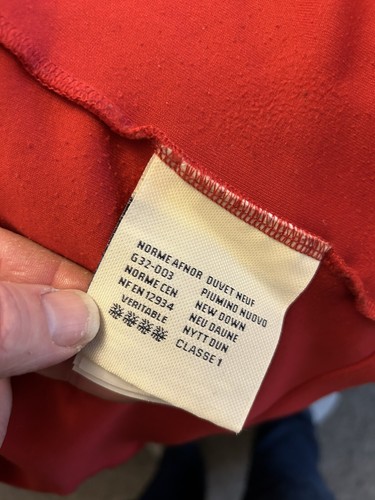 NORME AFNOR
G32-003
NORME CEN
NF EN 12934
VERITABLE
DUVET NEUF
PIUMINO NUOVO
NEW DOWN
NEU DAUNE
NYTT DUN
CLASSE 1